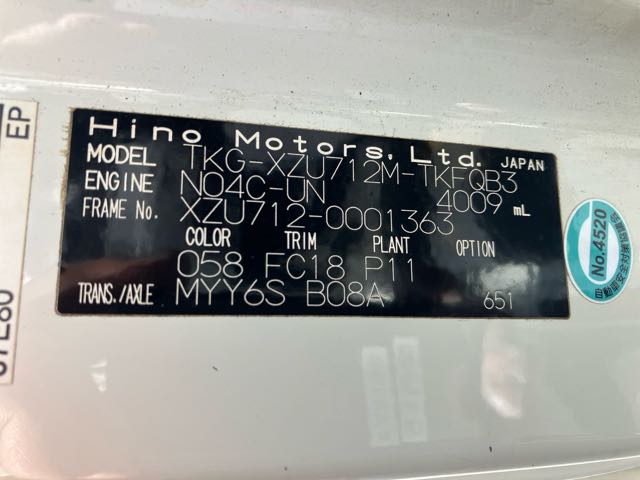 Hino Motors, Ltd. JAPAN
MODEL TKG-XZU712M-TKFQB3
ENGINE N04C-UN 4009 mL
FRAME No. XZU712-0001363
COLOR TRIM PLANT OPTION
058 FC18 P11
TRANS./AXLE MYY6S B08A 651
EP
No.4520